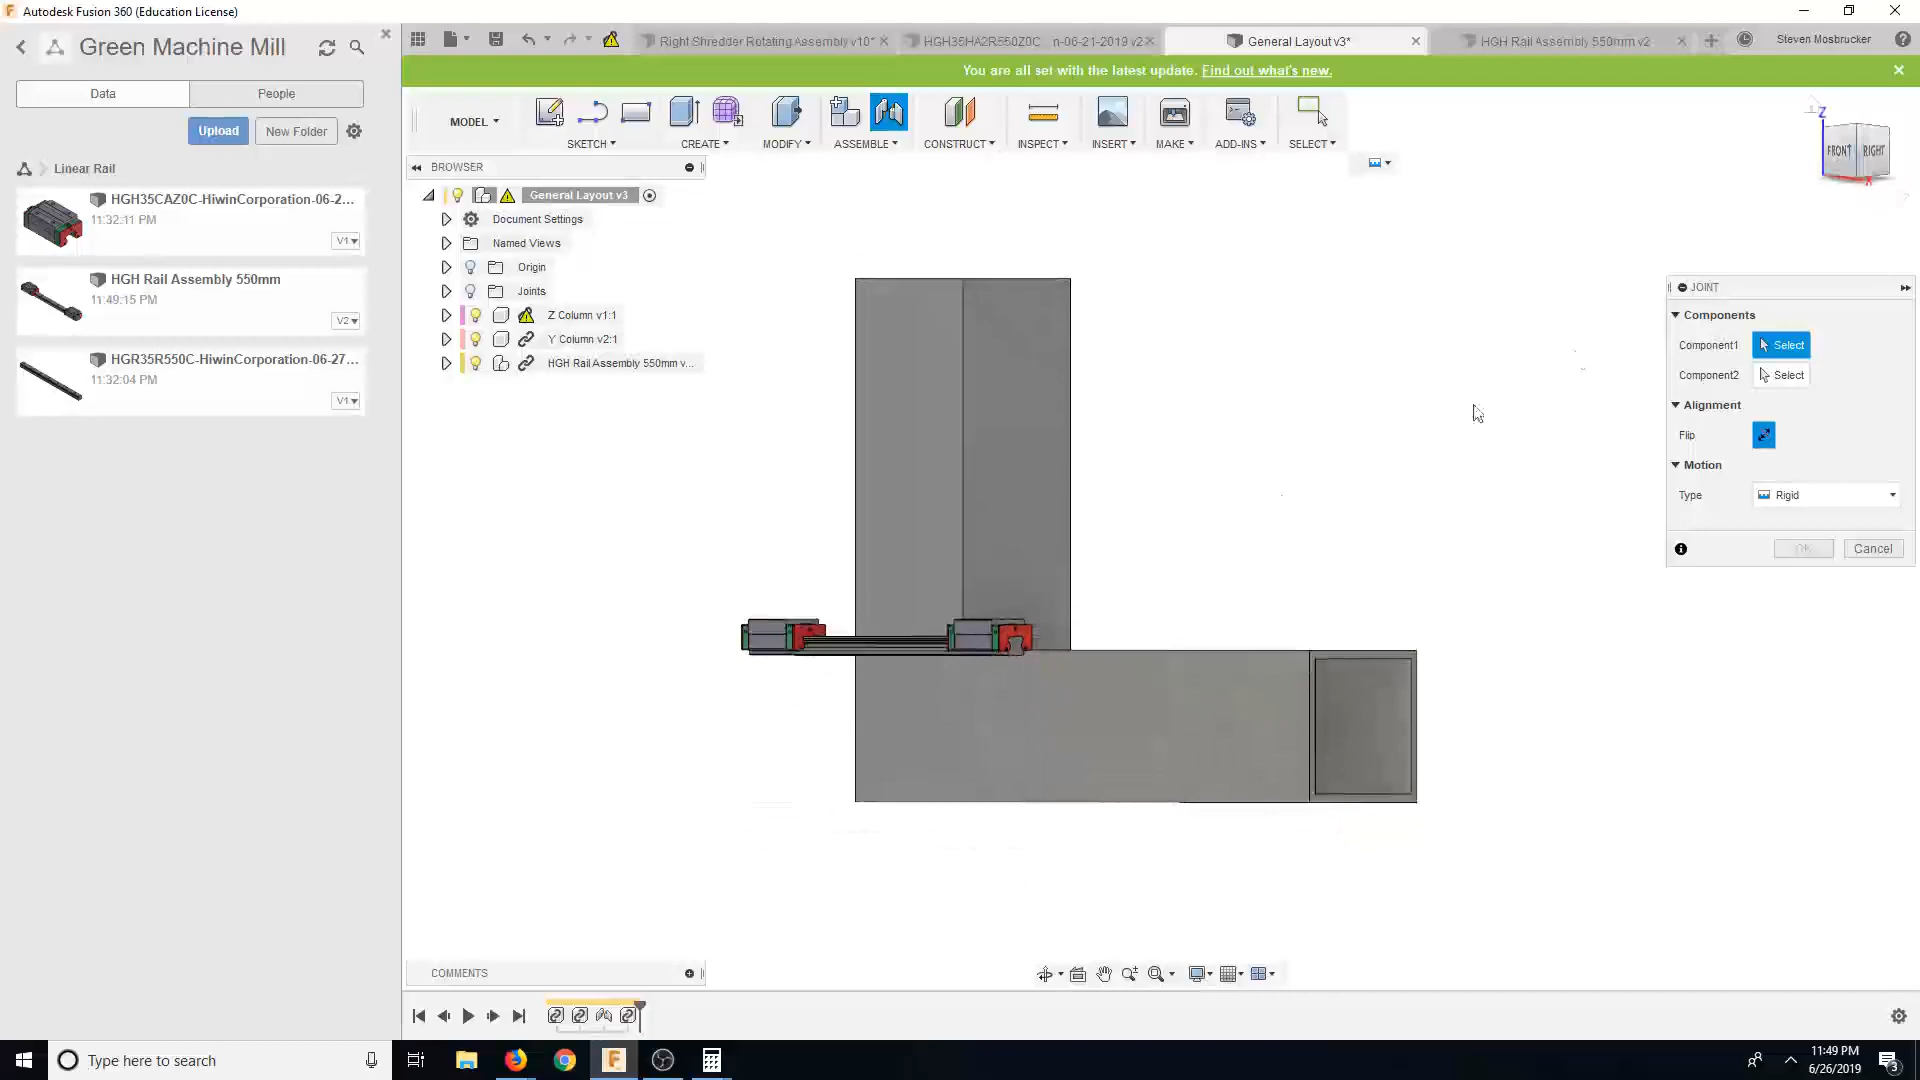 Autodesk Fusion 360 (Education License)
Green Machine Mill
Data
People
Upload
New Folder
Linear Rail
HGH35CAZ0C-HiwinCorporation-06-2...
11:32:11 PM
V1
HGH Rail Assembly 550mm
11:49:15 PM
V2
HGR35R550C-HiwinCorporation-06-27...
11:32:04 PM
V1
Right Shredder Rotating Assembly v10*
HGH35HA2R550Z0C
n-06-21-2019 v2
General Layout v3*
HGH Rail Assembly 550mm v2
Steven Mosbrucker
You are all set with the latest update. Find out what's new.
MODEL
SKETCH
CREATE
MODIFY
ASSEMBLE
CONSTRUCT
INSPECT
INSERT
MAKE
ADD-INS
SELECT
BROWSER
General Layout v3
Document Settings
Named Views
Origin
Joints
Z Column v1:1
Y Column v2:1
HGH Rail Assembly 550mm v...
Z
FRONT
RIGHT
X
JOINT
Components
Component1
Select
Component2
Select
Alignment
Flip
Motion
Type
Rigid
OK
Cancel
COMMENTS
Type here to search
11:49 PM
6/26/2019
3